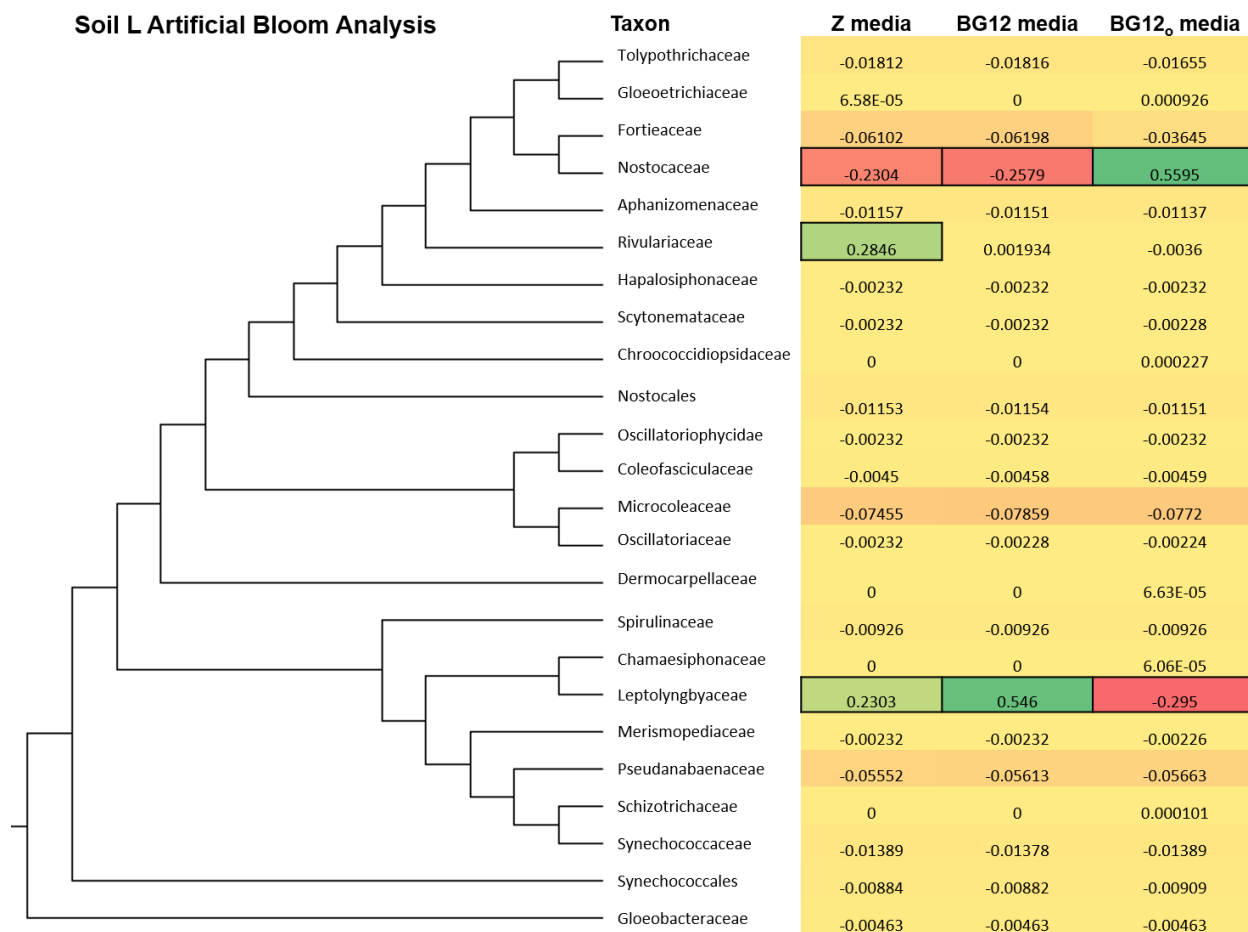 Soil L Artificial Bloom Analysis Taxon Z media BG12 media BG12o media
Tolypothrichaceae -0.01812 -0.01816 -0.01655
Gloeoetrichiaceae 6.58E-05 0 0.000926
Fortieaceae -0.06102 -0.06198 -0.03645
Nostocaceae -0.2304 -0.2579 0.5595
Aphanizomenaceae -0.01157 -0.01151 -0.01137
Rivulariaceae 0.2846 0.001934 -0.0036
Hapalosiphonaceae -0.00232 -0.00232 -0.00232
Scytonemataceae -0.00232 -0.00232 -0.00228
Chroococcidiopsidaceae 0 0 0.000227
Nostocales -0.01153 -0.01154 -0.01151
Oscillatoriophycidae -0.00232 -0.00232 -0.00232
Coleofasciculaceae -0.0045 -0.00458 -0.00459
Microcoleaceae -0.07455 -0.07859 -0.0772
Oscillatoriaceae -0.00232 -0.00228 -0.00224
Dermocarpellaceae 0 0 6.63E-05
Spirulinaceae -0.00926 -0.00926 -0.00926
Chamaesiphonaceae 0 0 6.06E-05
Leptolyngbyaceae 0.2303 0.546 -0.295
Merismopediaceae -0.00232 -0.00232 -0.00226
Pseudanabaenaceae -0.05552 -0.05613 -0.05663
Schizotrichaceae 0 0 0.000101
Synechococcaceae -0.01389 -0.01378 -0.01389
Synechococcales -0.00884 -0.00882 -0.00909
Gloeobacteraceae -0.00463 -0.00463 -0.00463